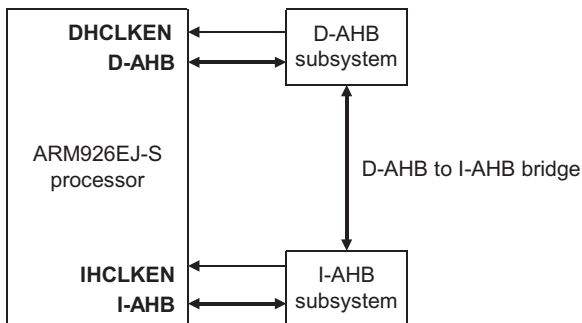 DHCLKEN
D-AHB
D-AHB
subsystem
ARM926EJ-S
processor
D-AHB to I-AHB bridge
IHCLKEN
I-AHB
I-AHB
subsystem